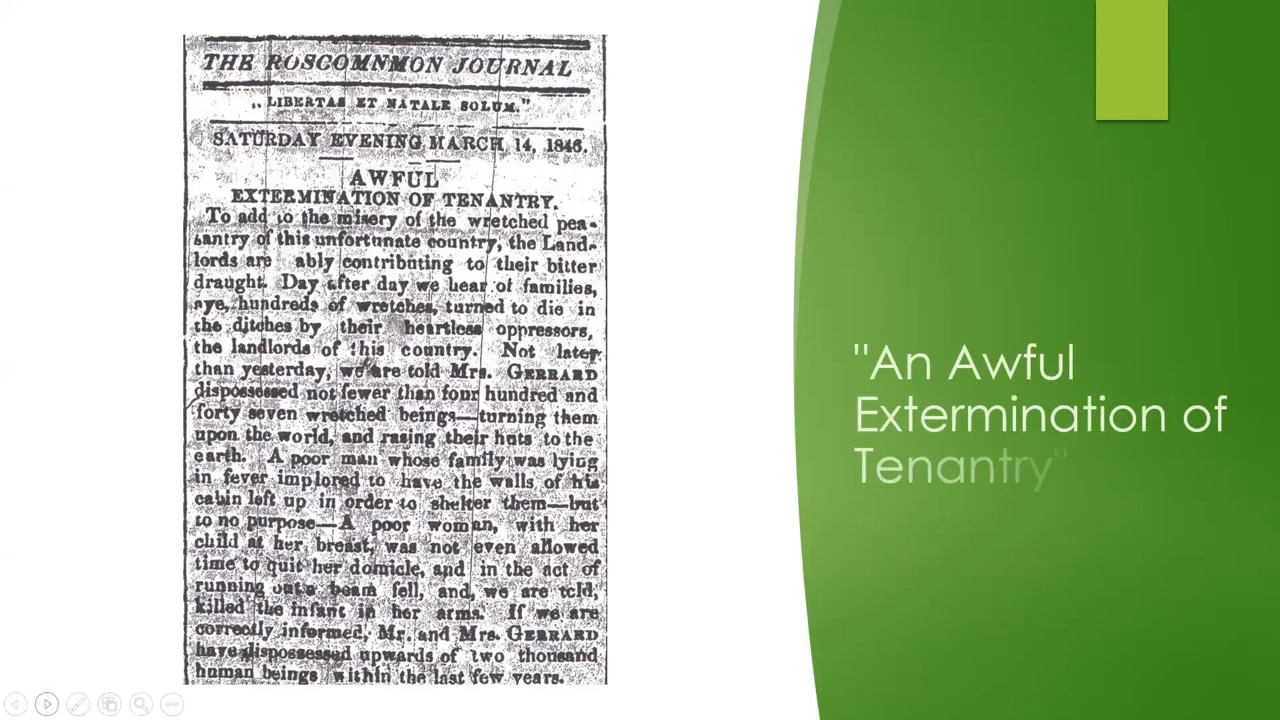 THE ROSCOMNMON JOURNAL
„ LIBERTAS ET NATALE SOLUM."
SATURDAY EVENING MARCH 14, 1846.
AWFUL
EXTERMINATION OF TENANTRY.
To add to the misery of the wretched pea-
santry of this unfortunate country, the Land-
lords are ably contributing to their bitter
draught. Day after day we hear of families,
aye, hundreds of wretches, turned to die in
the ditches by their heartless oppressors,
the landlords of this country. Not later
than yesterday, we are told Mrs. GERRARD
dispossessed not fewer than four hundred and
forty seven wretched beings—turning them
upon the world, and rasing their huts to the
earth. A poor man whose family was lying
in fever implored to have the walls of his
cabin left up in order to shelter them—but
to no purpose—A poor woman, with her
child at her breast, was not even allowed
time to quit her domicle, and in the act of
running out a beam fell, and, we are told,
killed the infant in her arms. If we are
correctly informed, Mr. and Mrs. GERRARD
have dispossessed upwards of two thousand
human beings within the last few years.
"An Awful
Extermination of
Tenantry"